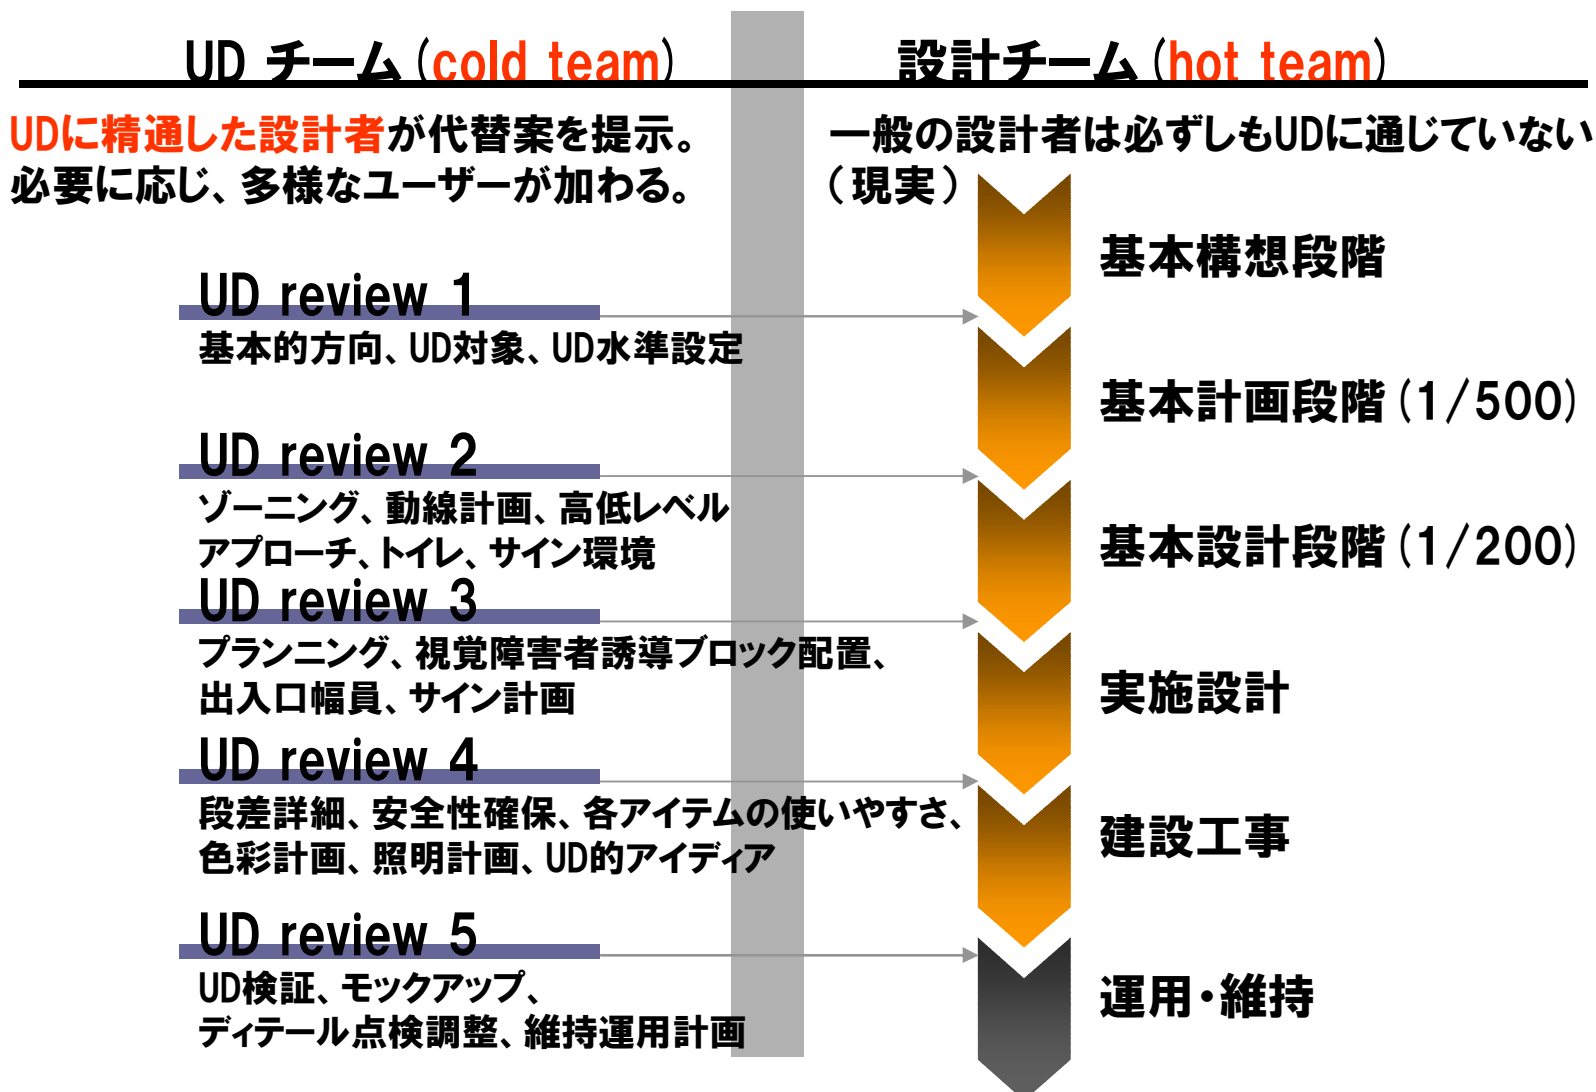 UD チーム(cold team)
UDに精通した設計者が代替案を提示。
必要に応じ、多様なユーザーが加わる。
UD review 1
基本的方向、UD対象、UD水準設定
UD review 2
ゾーニング、動線計画、高低レベル
アプローチ、トイレ、サイン環境
UD review 3
プランニング、視覚障害者誘導ブロック配置、
出入口幅員、サイン計画
UD review 4
段差詳細、安全性確保、各アイテムの使いやすさ、
色彩計画、照明計画、UD的アイディア
UD review 5
UD検証、モックアップ、
ディテール点検調整、維持運用計画
設計チーム(hot team)
一般の設計者は必ずしもUDに通じていない
（現実）
基本構想段階
基本計画段階(1/500)
基本設計段階(1/200)
実施設計
建設工事
運用・維持